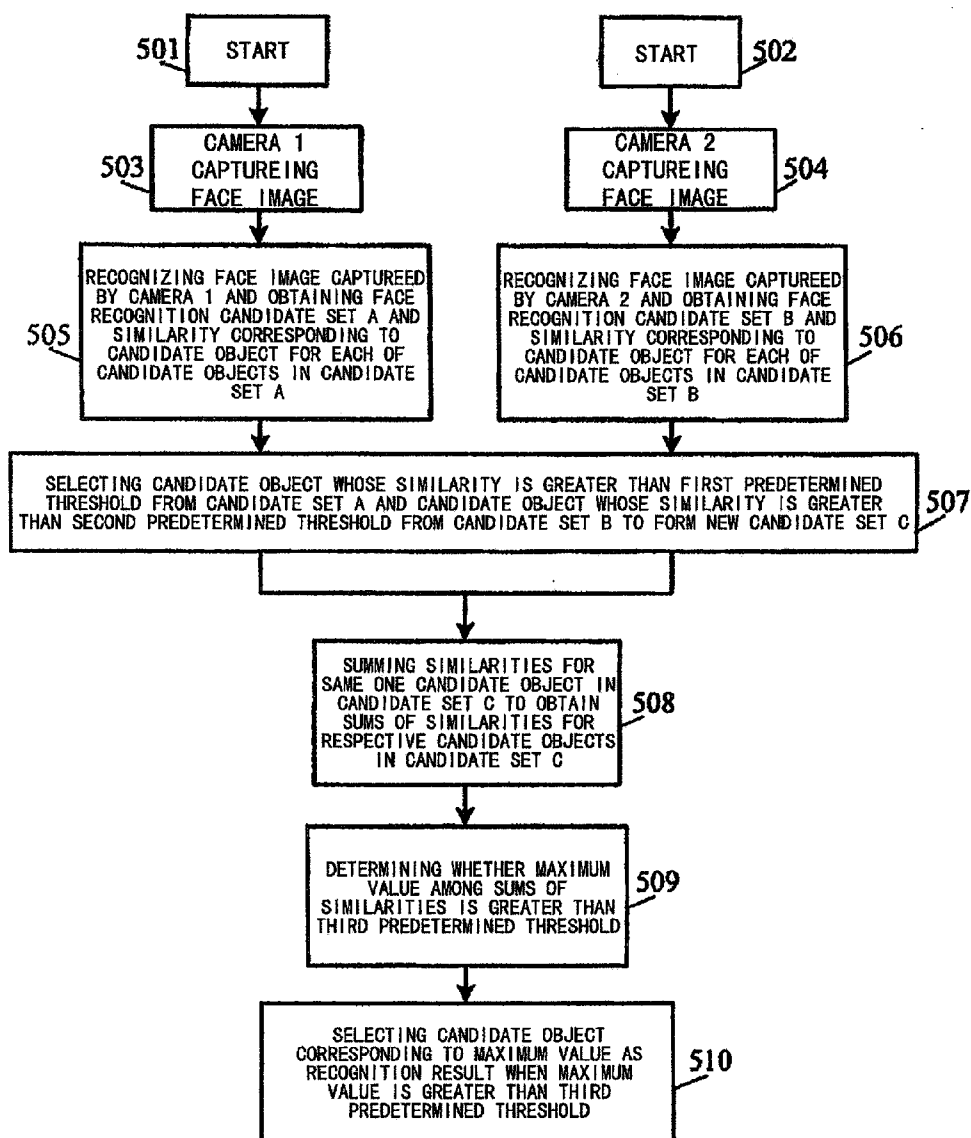 501
START
START
502
503
CAMERA 1
CAPTUREING
FACE IMAGE
CAMERA 2
CAPTUREING
FACE IMAGE
504
505
RECOGNIZING FACE IMAGE CAPTUREED
BY CAMERA 1 AND OBTAINING FACE
RECOGNITION CANDIDATE SET A AND
SIMILARITY CORRESPONDING TO
CANDIDATE OBJECT FOR EACH OF
CANDIDATE OBJECTS IN CANDIDATE
SET A
RECOGNIZING FACE IMAGE CAPTUREED
BY CAMERA 2 AND OBTAINING FACE
RECOGNITION CANDIDATE SET B AND
SIMILARITY CORRESPONDING TO
CANDIDATE OBJECT FOR EACH OF
CANDIDATE OBJECTS IN CANDIDATE
SET B
506
SELECTING CANDIDATE OBJECT WHOSE SIMILARITY IS GREATER THAN FIRST PREDETERMINED
THRESHOLD FROM CANDIDATE SET A AND CANDIDATE OBJECT WHOSE SIMILARITY IS GREATER
THAN SECOND PREDETERMINED THRESHOLD FROM CANDIDATE SET B TO FORM NEW CANDIDATE SET C
507
SUMMING SIMILARITIES FOR
SAME ONE CANDIDATE OBJECT IN
CANDIDATE SET C TO OBTAIN
SUMS OF SIMILARITIES FOR
RESPECTIVE CANDIDATE OBJECTS
IN CANDIDATE SET C
508
DETERMINING WHETHER MAXIMUM
VALUE AMONG SUMS OF
SIMILARITIES IS GREATER THAN
THIRD PREDETERMINED THRESHOLD
509
SELECTING CANDIDATE OBJECT
CORRESPONDING TO MAXIMUM VALUE AS
RECOGNITION RESULT WHEN MAXIMUM
VALUE IS GREATER THAN THIRD
PREDETERMINED THRESHOLD
510